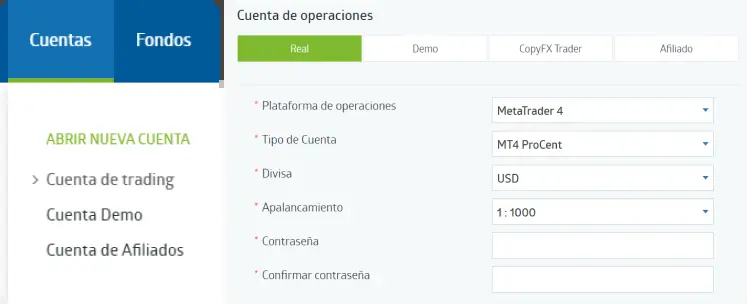 Cuentas
Fondos
ABRIR NUEVA CUENTA
Cuenta de trading
Cuenta Demo
Cuenta de Afiliados
Cuenta de operaciones
Real
Demo
CopyFX Trader
Afiliado
* Plataforma de operaciones
MetaTrader 4
* Tipo de Cuenta
MT4 ProCent
* Divisa
USD
* Apalancamiento
1 : 1000
* Contraseña
* Confirmar contraseña